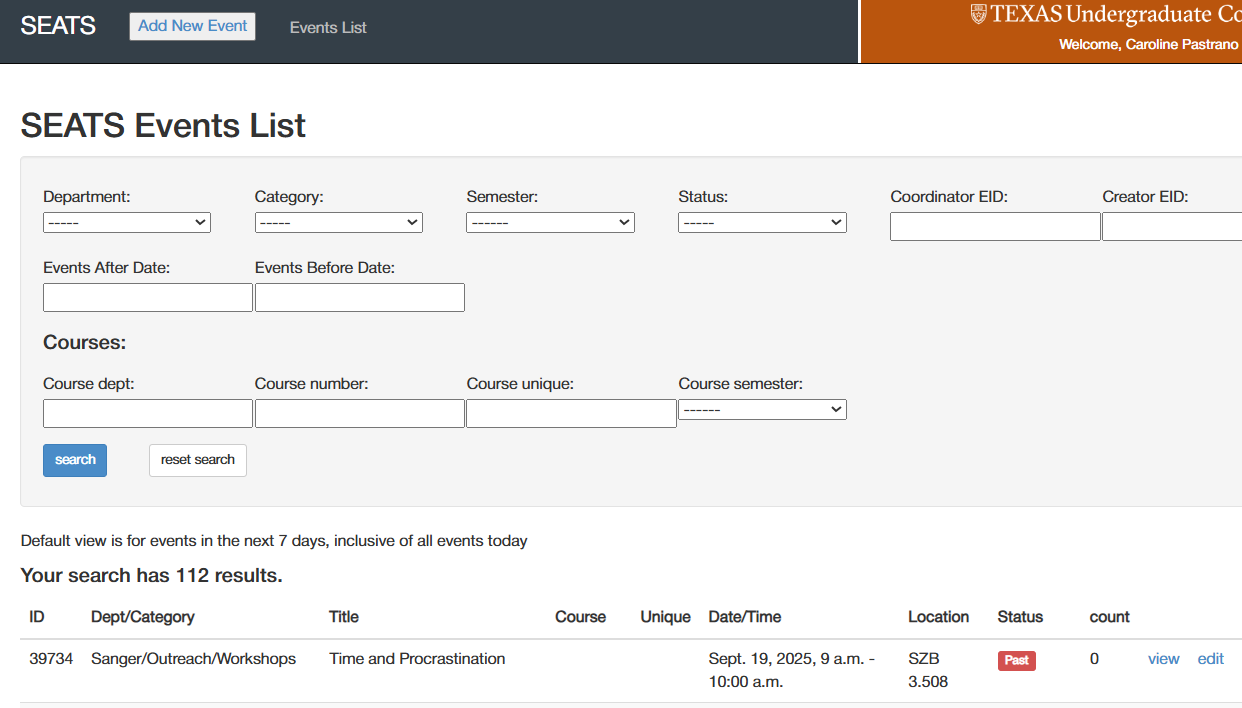 SEATS Add New Event Events List TEXAS Undergraduate Co
Welcome, Caroline Pastrano
SEATS Events List
Department: Category: Semester: Status: Coordinator EID: Creator EID:
----- ----- ------ -----
Events After Date: Events Before Date:
Courses:
Course dept: Course number: Course unique: Course semester:
------
search reset search
Default view is for events in the next 7 days, inclusive of all events today
Your search has 112 results.
ID Dept/Category Title Course Unique Date/Time Location Status count
39734 Sanger/Outreach/Workshops Time and Procrastination Sept. 19, 2025, 9 a.m. - SZB Past 0 view edit
10:00 a.m. 3.508